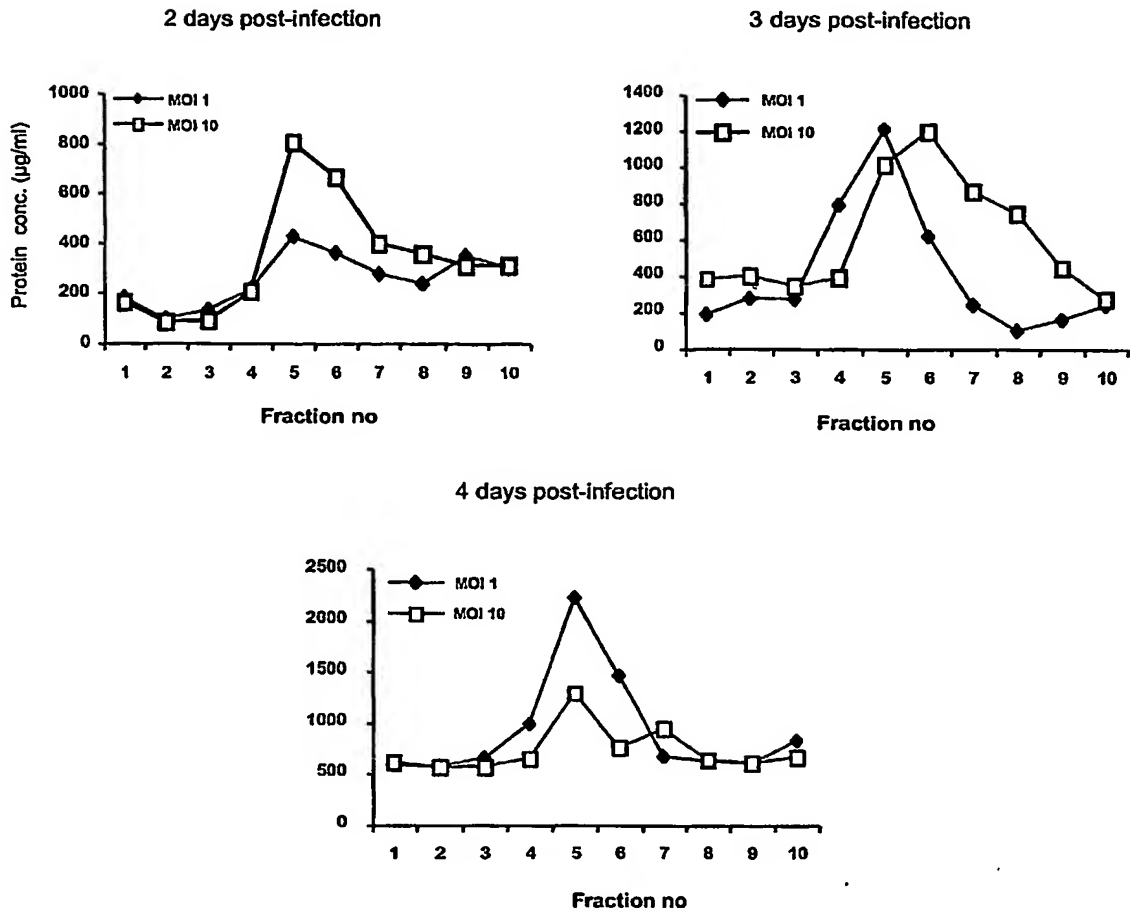 2 days post-infection
3 days post-infection
Protein conc. (µg/ml)
1000
800
600
400
200
0
MOI 1
MOI 10
1 2 3 4 5 6 7 8 9 10
Fraction no
1400
1200
1000
800
600
400
200
0
MOI 1
MOI 10
1 2 3 4 5 6 7 8 9 10
Fraction no
4 days post-infection
2500
2000
1500
1000
500
0
MOI 1
MOI 10
1 2 3 4 5 6 7 8 9 10
Fraction no